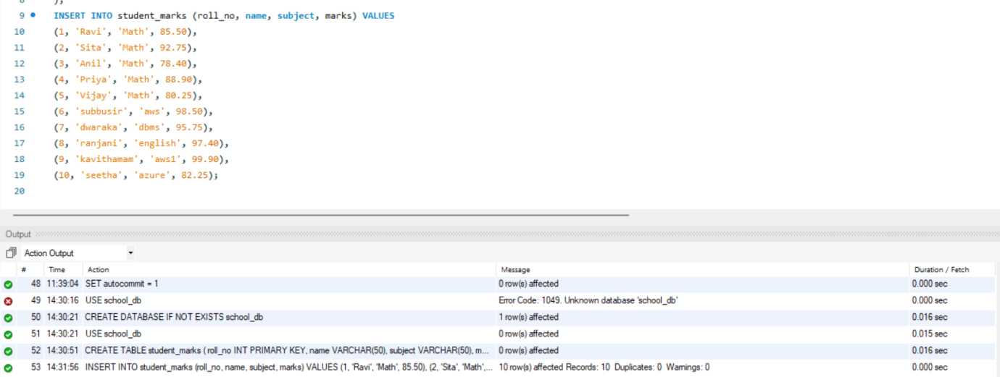 );
9 INSERT INTO student_marks (roll_no, name, subject, marks) VALUES
10 (1, 'Ravi', 'Math', 85.50),
11 (2, 'Sita', 'Math', 92.75),
12 (3, 'Anil', 'Math', 78.40),
13 (4, 'Priya', 'Math', 88.90),
14 (5, 'Vijay', 'Math', 80.25),
15 (6, 'subbusir', 'aws', 98.50),
16 (7, 'dwaraka', 'dbms', 95.75),
17 (8, 'ranjani', 'english', 97.40),
18 (9, 'kavithamam', 'aws1', 99.90),
19 (10, 'seetha', 'azure', 82.25);
20
Output
Action Output
# Time Action Message Duration / Fetch
48 11:39:04 SET autocommit = 1 0 row(s) affected 0.000 sec
49 14:30:16 USE school_db Error Code: 1049. Unknown database 'school_db' 0.000 sec
50 14:30:21 CREATE DATABASE IF NOT EXISTS school_db 1 row(s) affected 0.016 sec
51 14:30:21 USE school_db 0 row(s) affected 0.015 sec
52 14:30:51 CREATE TABLE student_marks ( roll_no INT PRIMARY KEY, name VARCHAR(50), subject VARCHAR(50), m... 0 row(s) affected 0.016 sec
53 14:31:56 INSERT INTO student_marks (roll_no, name, subject, marks) VALUES (1, 'Ravi', 'Math', 85.50), (2, 'Sita', 'Math',... 10 row(s) affected Records: 10 Duplicates: 0 Warnings: 0 0.000 sec